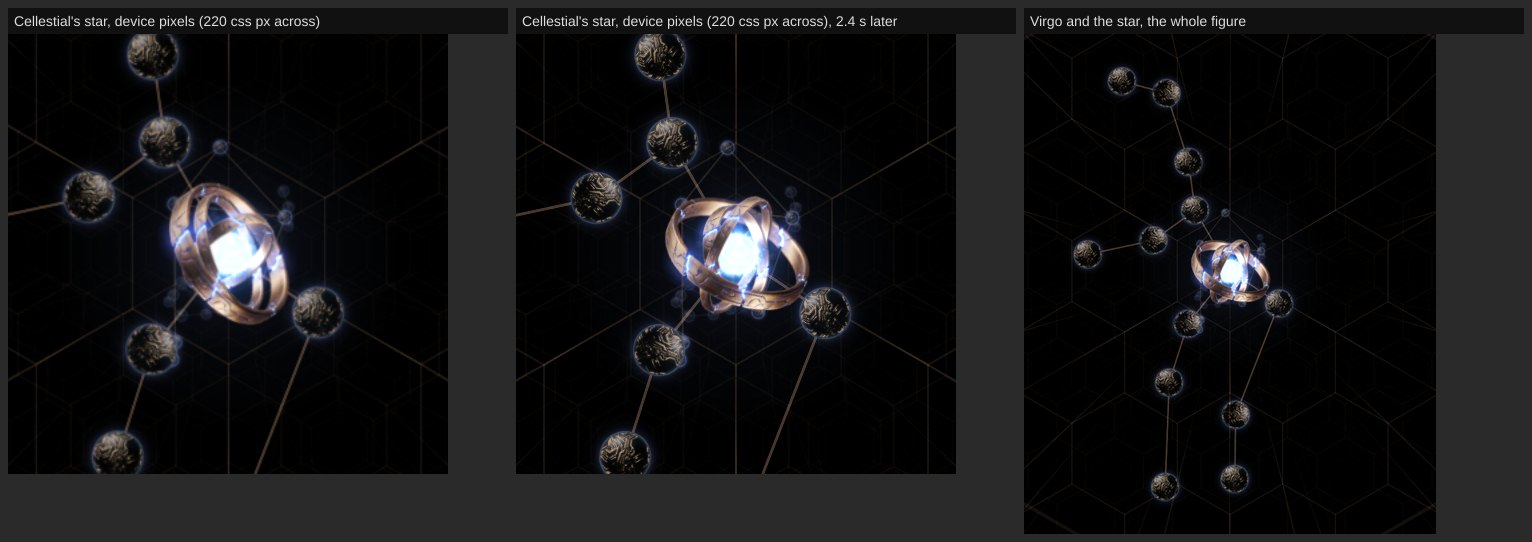 Cellestial's star, device pixels (220 css px across)
Cellestial's star, device pixels (220 css px across), 2.4 s later
Virgo and the star, the whole figure